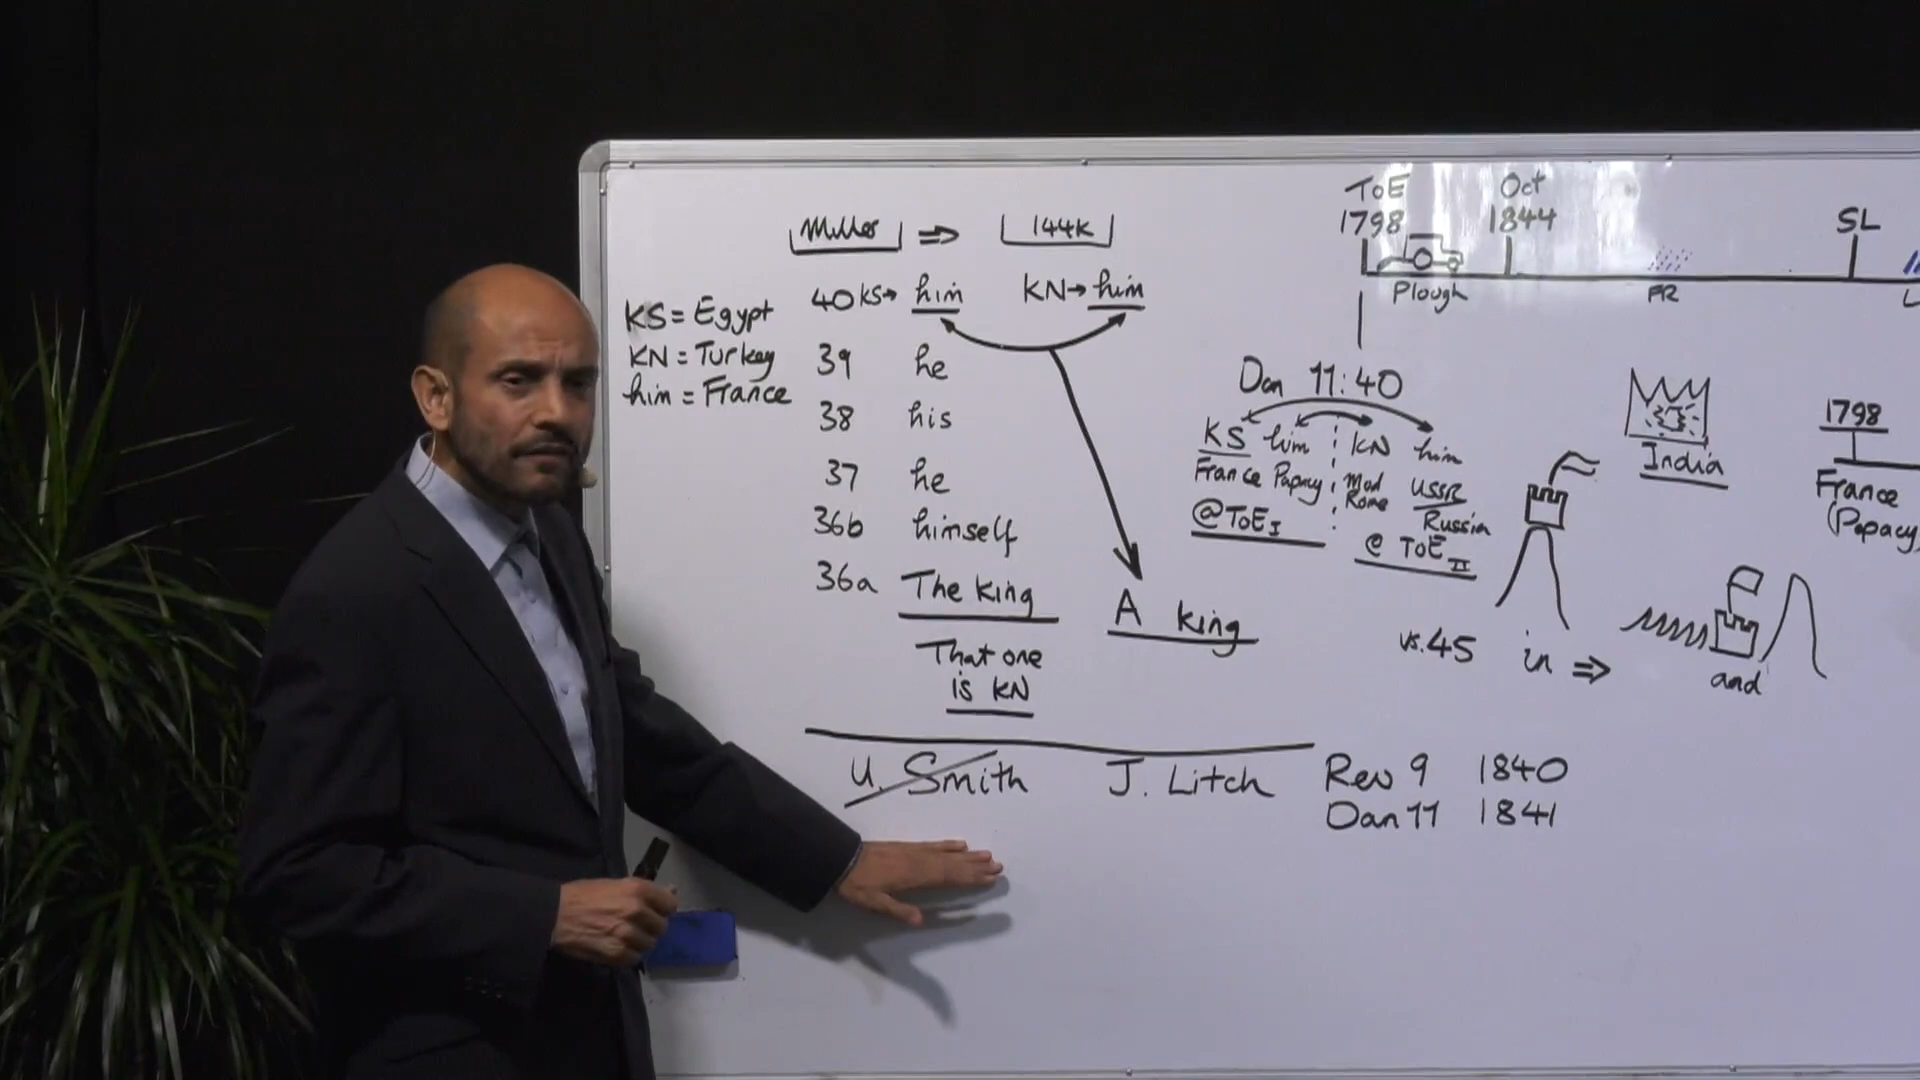 Miller ⇒ 144K
KS = Egypt
KN = Turkey
him = France
40 KS→ him KN→ him
39 he
38 his
37 he
36b himself
36a The king A king
That one
is KN
U. Smith J. Litch Rev 9 1840
Dan 11 1841
ToE Oct
1798 1844 SL
Plough FR L
Dan 11:40
KS him KN him
France Papacy Mod Rome USSR
Russia
@ToE I @ ToE II
India
1798
France
(Papacy
vs. 45 in ⇒ and